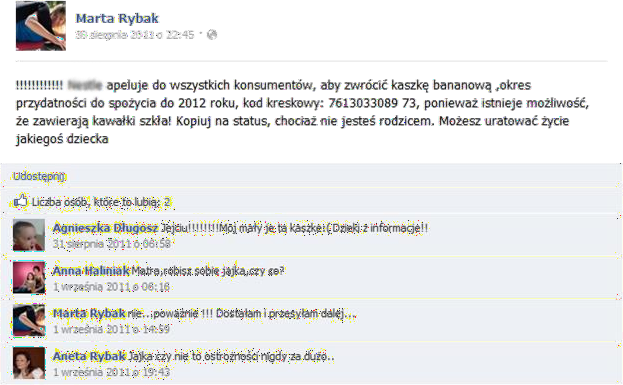 Marta Rybak
30 sierpnia 2011 o 22:45
!!!!!!!!!!!! apeluje do wszystkich konsumentów, aby zwrócić kaszkę bananową ,okres
przydatności do spożycia do 2012 roku, kod kreskowy: 7613033089 73, ponieważ istnieje możliwość,
że zawierają kawałki szkła! Kopiuj na status, chociaż nie jesteś rodzicem. Możesz uratować życie
jakiegoś dziecka
Udostępnij
Liczba osób, które to lubią: 2
Agnieszka Długosz Jejciu!!!!!!!!Mój mały je tą kaszkę!(.Dzięki z informację!!
31 sierpnia 2011 o 06:58
Anna Haliniak Matra,robisz sobie jajka,czy co?
1 września 2011 o 06:16
Marta Rybak nie...poważnie !!! Dostałam i przesyłam dalej....
1 września 2011 o 14:59
Aneta Rybak Jajka czy nie to ostrożności nigdy za dużo..
1 września 2011 o 19:43